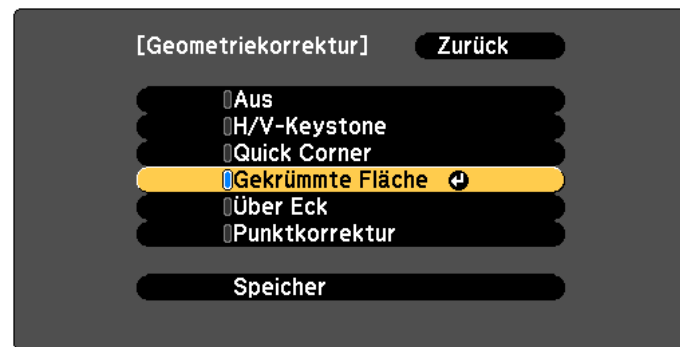 [Geometriekorrektur] Zurück
Aus
H/V-Keystone
Quick Corner
Gekrümmte Fläche
Über Eck
Punktkorrektur
Speicher